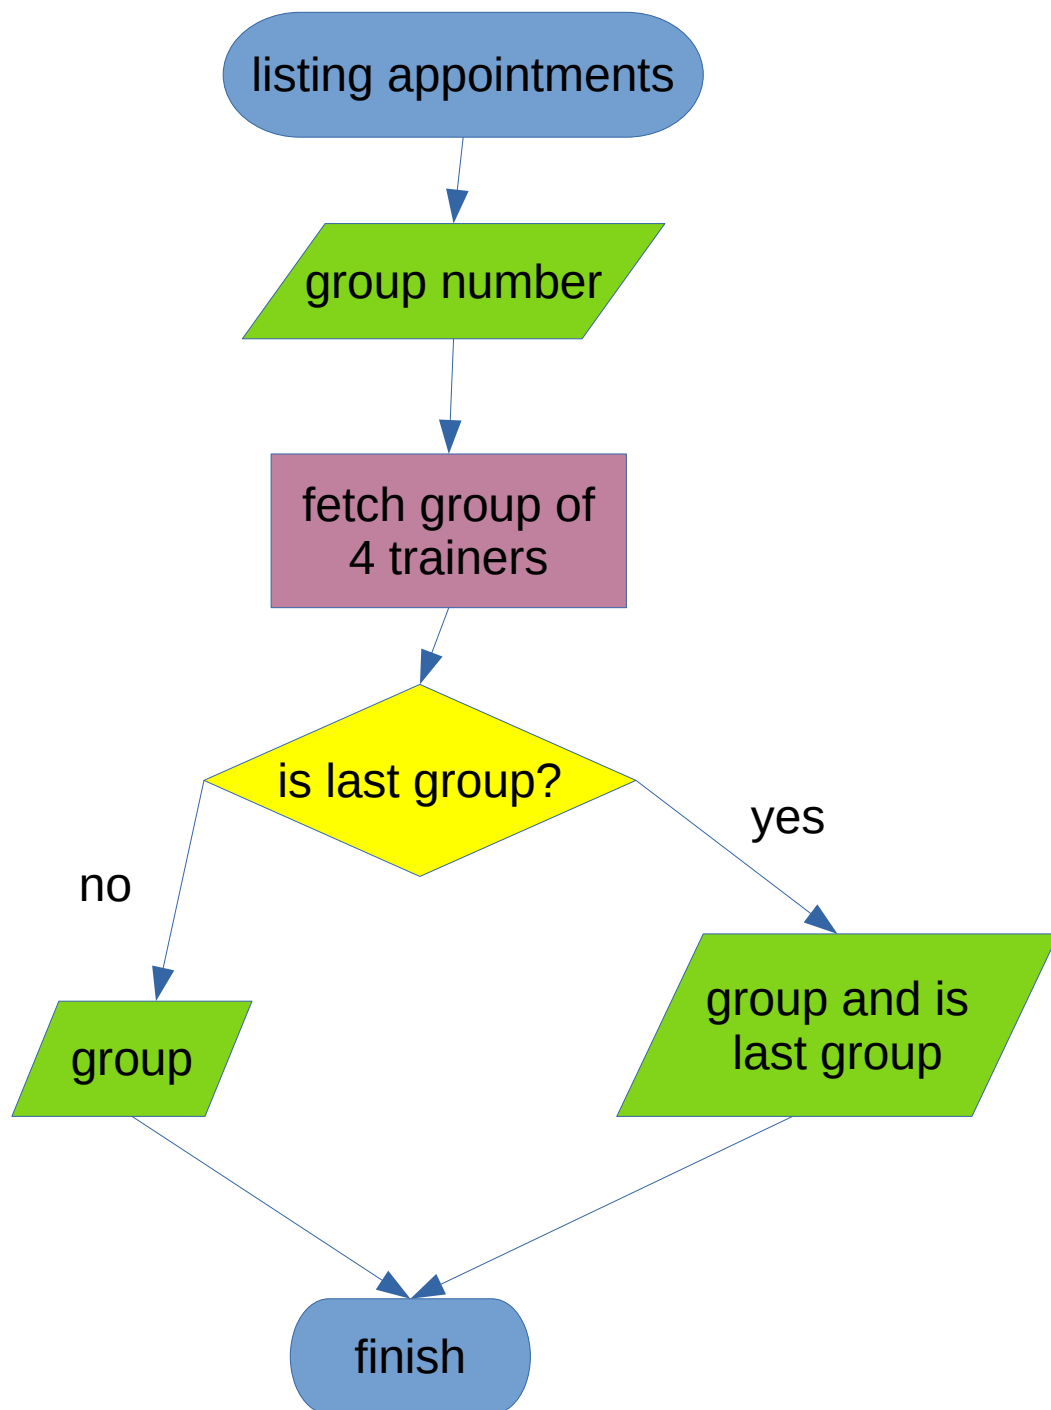 listing appointments
group number
fetch group of
4 trainers
is last group?
yes
no
group and is
last group
group
finish